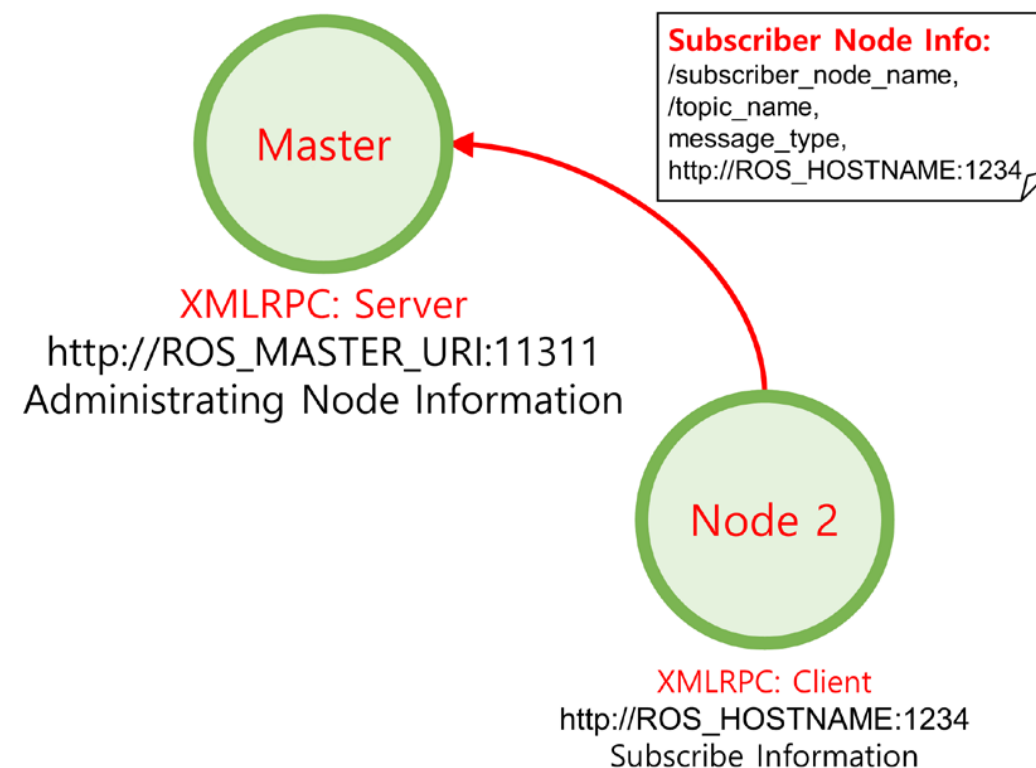 Subscriber Node Info:
/subscriber_node_name,
/topic_name,
message_type,
http://ROS_HOSTNAME:1234
Master
XMLRPC: Server
http://ROS_MASTER_URI:11311
Administrating Node Information
Node 2
XMLRPC: Client
http://ROS_HOSTNAME:1234
Subscribe Information